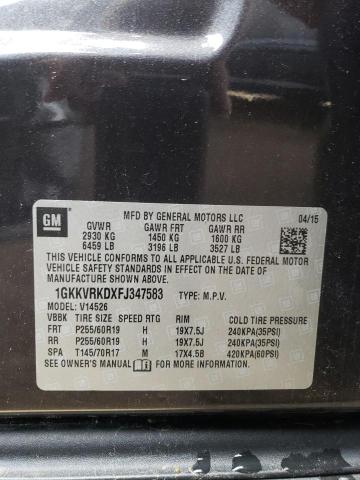 GM
MFD BY GENERAL MOTORS LLC 04/15
GVWR GAWR FRT GAWR RR
2930 KG 1450 KG 1600 KG
6459 LB 3196 LB 3527 LB
THIS VEHICLE CONFORMS TO ALL APPLICABLE U.S. FEDERAL
MOTOR VEHICLE SAFETY, BUMPER, AND THEFT PREVENTION
STANDARDS IN EFFECT ON THE DATE OF MANUFACTURE SHOWN ABOVE.
1GKKVRKDXFJ347583 TYPE: M.P.V.
MODEL: V14526
VBBK TIRE SIZE SPEED RTG RIM COLD TIRE PRESSURE
FRT P255/60R19 H 19X7.5J 240KPA(35PSI)
RR P255/60R19 H 19X7.5J 240KPA(35PSI)
SPA T145/70R17 M 17X4.5B 420KPA(60PSI)
SEE OWNER'S MANUAL FOR MORE INFORMATION.